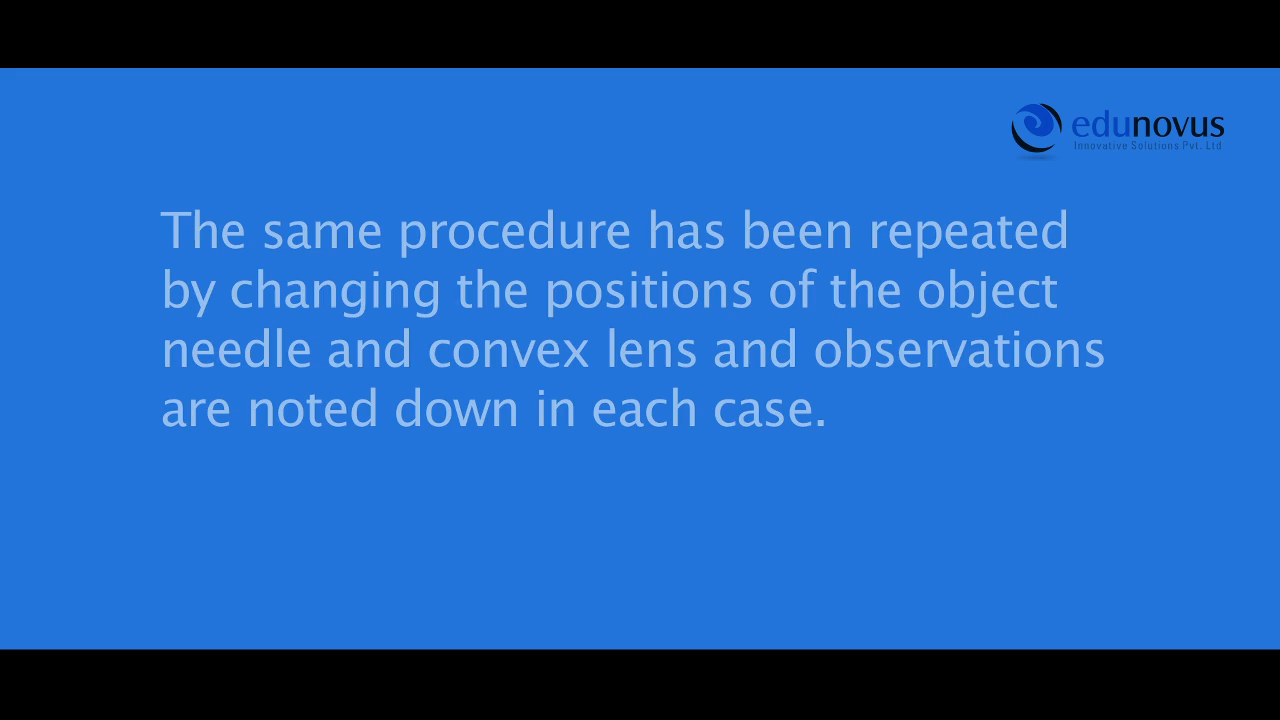 edunovus
Innovative Solutions Pvt. Ltd
The same procedure has been repeated
by changing the positions of the object
needle and convex lens and observations
are noted down in each case.